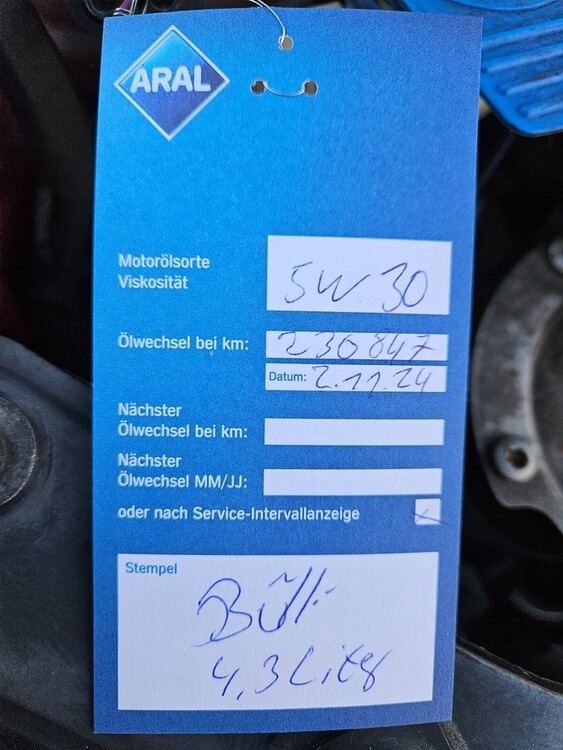 ARAL
Motorölsorte
Viskosität
5W 30
Ölwechsel bei km:
230847
Datum: 2.11.24
Nächster
Ölwechsel bei km:
Nächster
Ölwechsel MM/JJ:
oder nach Service-Intervallanzeige
Stempel
4,3 Liter